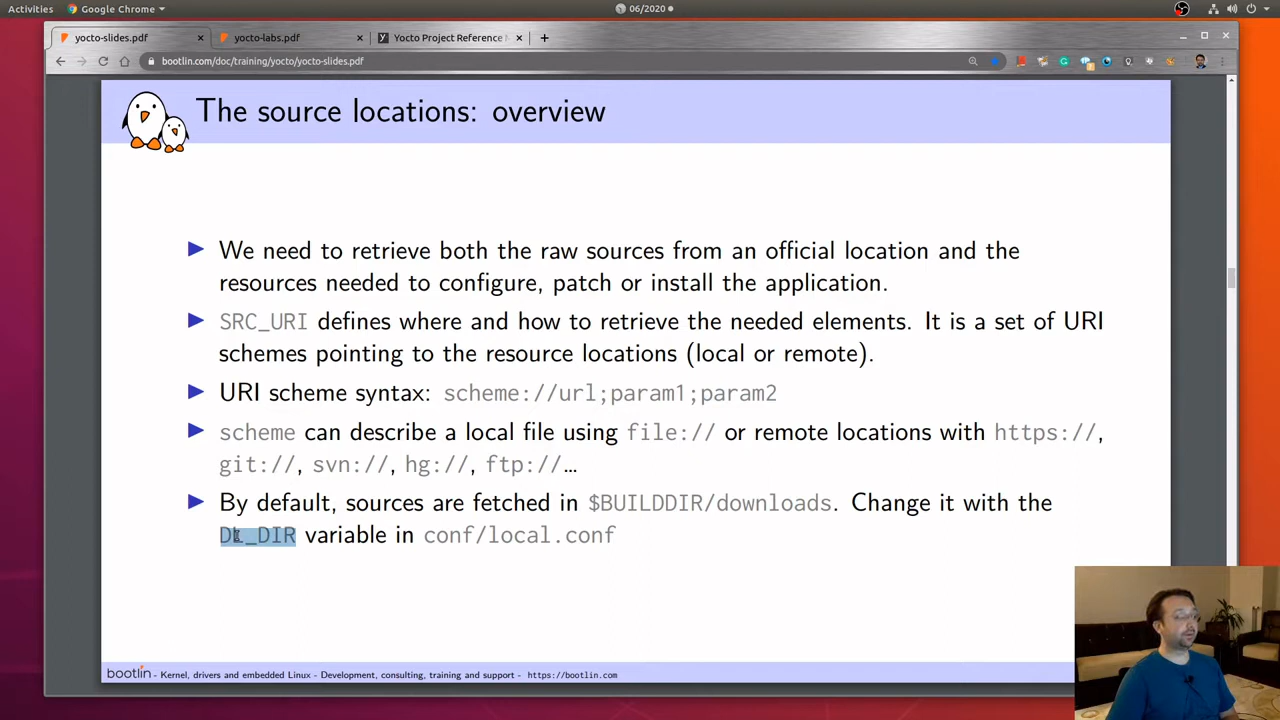 Activities
Google Chrome
06/2020
yocto-slides.pdf
yocto-labs.pdf
Yocto Project Reference
bootlin.com/doc/training/yocto/yocto-slides.pdf
The source locations: overview
We need to retrieve both the raw sources from an official location and the
resources needed to configure, patch or install the application.
SRC_URI defines where and how to retrieve the needed elements. It is a set of URI
schemes pointing to the resource locations (local or remote).
URI scheme syntax: scheme://url;param1;param2
scheme can describe a local file using file:// or remote locations with https://,
git://, svn://, hg://, ftp://…
By default, sources are fetched in $BUILDDIR/downloads. Change it with the
DL_DIR variable in conf/local.conf
bootlin - Kernel, drivers and embedded Linux - Development, consulting, training and support - https://bootlin.com